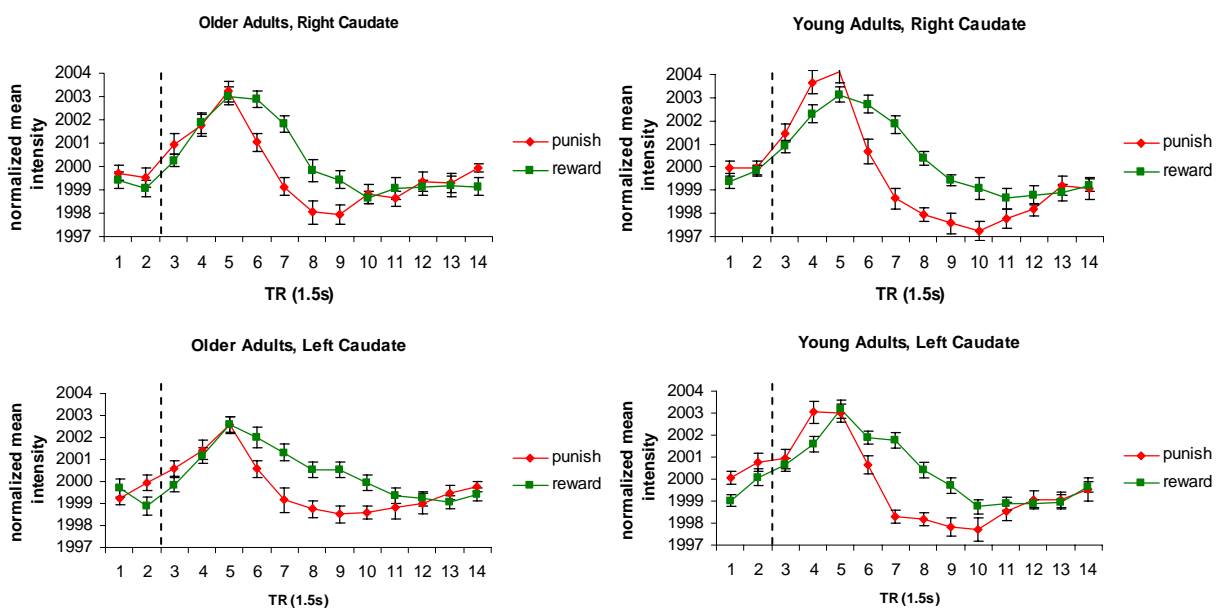 Older Adults, Right Caudate
normalized mean
intensity
2004
2003
2002
2001
2000
1999
1998
1997
1 2 3 4 5 6 7 8 9 10 11 12 13 14
TR (1.5s)
punish
reward
Young Adults, Right Caudate
normalized mean
intensity
2004
2003
2002
2001
2000
1999
1998
1997
1 2 3 4 5 6 7 8 9 10 11 12 13 14
TR (1.5s)
punish
reward
Older Adults, Left Caudate
normalized mean
intensity
2004
2003
2002
2001
2000
1999
1998
1997
1 2 3 4 5 6 7 8 9 10 11 12 13 14
TR (1.5s)
punish
reward
Young Adults, Left Caudate
normalized mean
intensity
2004
2003
2002
2001
2000
1999
1998
1997
1 2 3 4 5 6 7 8 9 10 11 12 13 14
TR (1.5s)
punish
reward